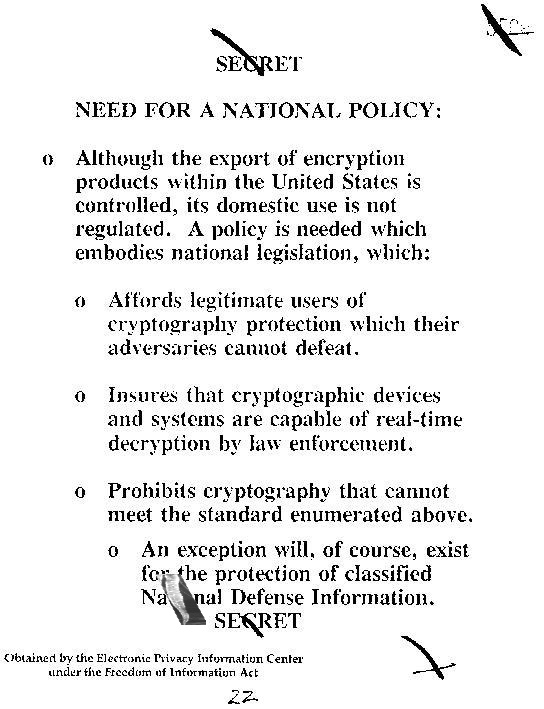 SECRET
NEED FOR A NATIONAL POLICY:
o Although the export of encryption
products within the United States is
controlled, its domestic use is not
regulated. A policy is needed which
embodies national legislation, which:
o Affords legitimate users of
cryptography protection which their
adversaries cannot defeat.
o Insures that cryptographic devices
and systems are capable of real-time
decryption by law enforcement.
o Prohibits cryptography that cannot
meet the standard enumerated above.
o An exception will, of course, exist
for the protection of classified
National Defense Information.
SECRET
Obtained by the Electronic Privacy Information Center
under the Freedom of Information Act
22